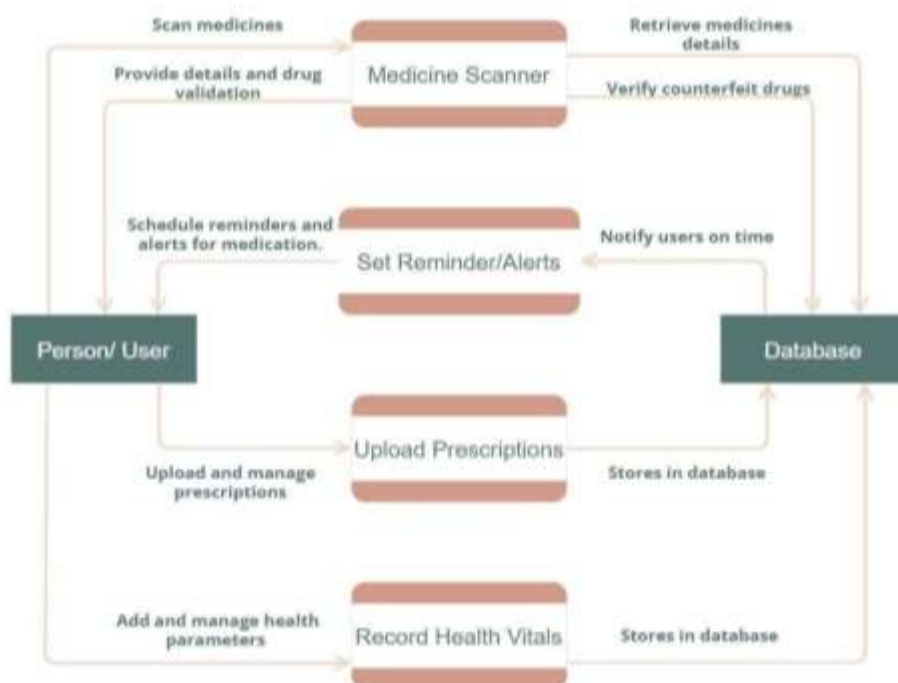 Scan medicines
Retrieve medicines
details
Medicine Scanner
Provide details and drug
validation
Verify counterfeit drugs
Schedule reminders and
alerts for medication.
Set Reminder/Alerts
Notify users on time
Person/ User
Database
Upload Prescriptions
Upload and manage
prescriptions
Stores in database
Add and manage health
parameters
Record Health Vitals
Stores in database